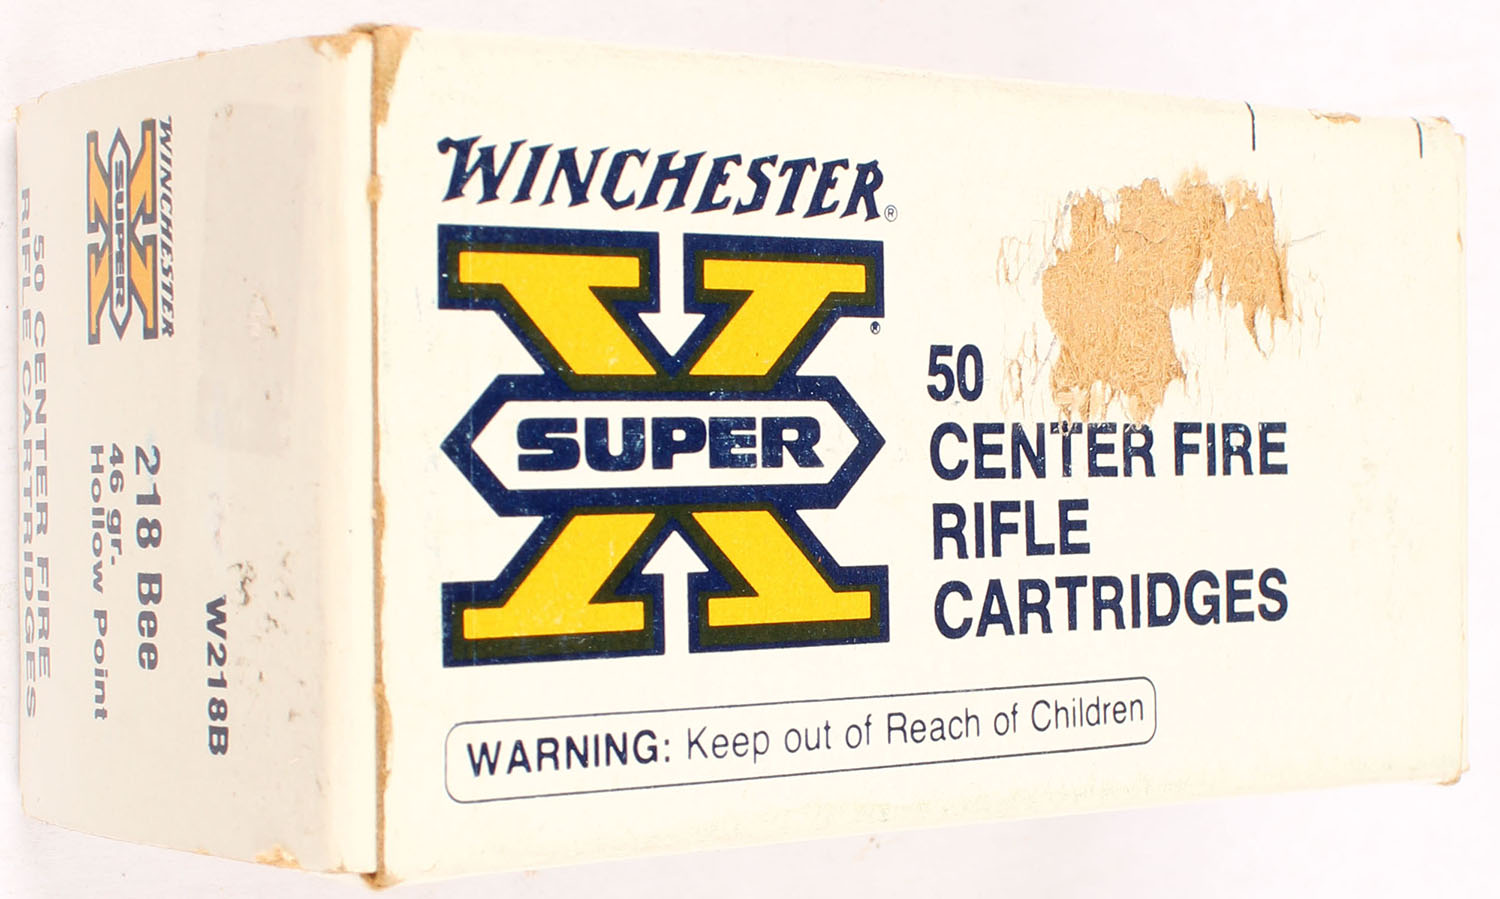 WINCHESTER®
SUPER
50
CENTER FIRE
RIFLE
CARTRIDGES
WARNING: Keep out of Reach of Children
W218B
218 Bee
46 gr.
Hollow Point
WINCHESTER
SUPER
50 CENTER FIRE
RIFLE CARTRIDGES